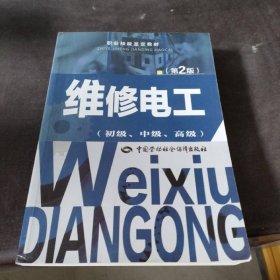 职业技能鉴定教材
ZHIYE JINENG JIANDING JIAOCAI
(第2版)
维修电工
(初级、中级、高级)
中国劳动社会保障出版社
Weixiu
DIANGONG